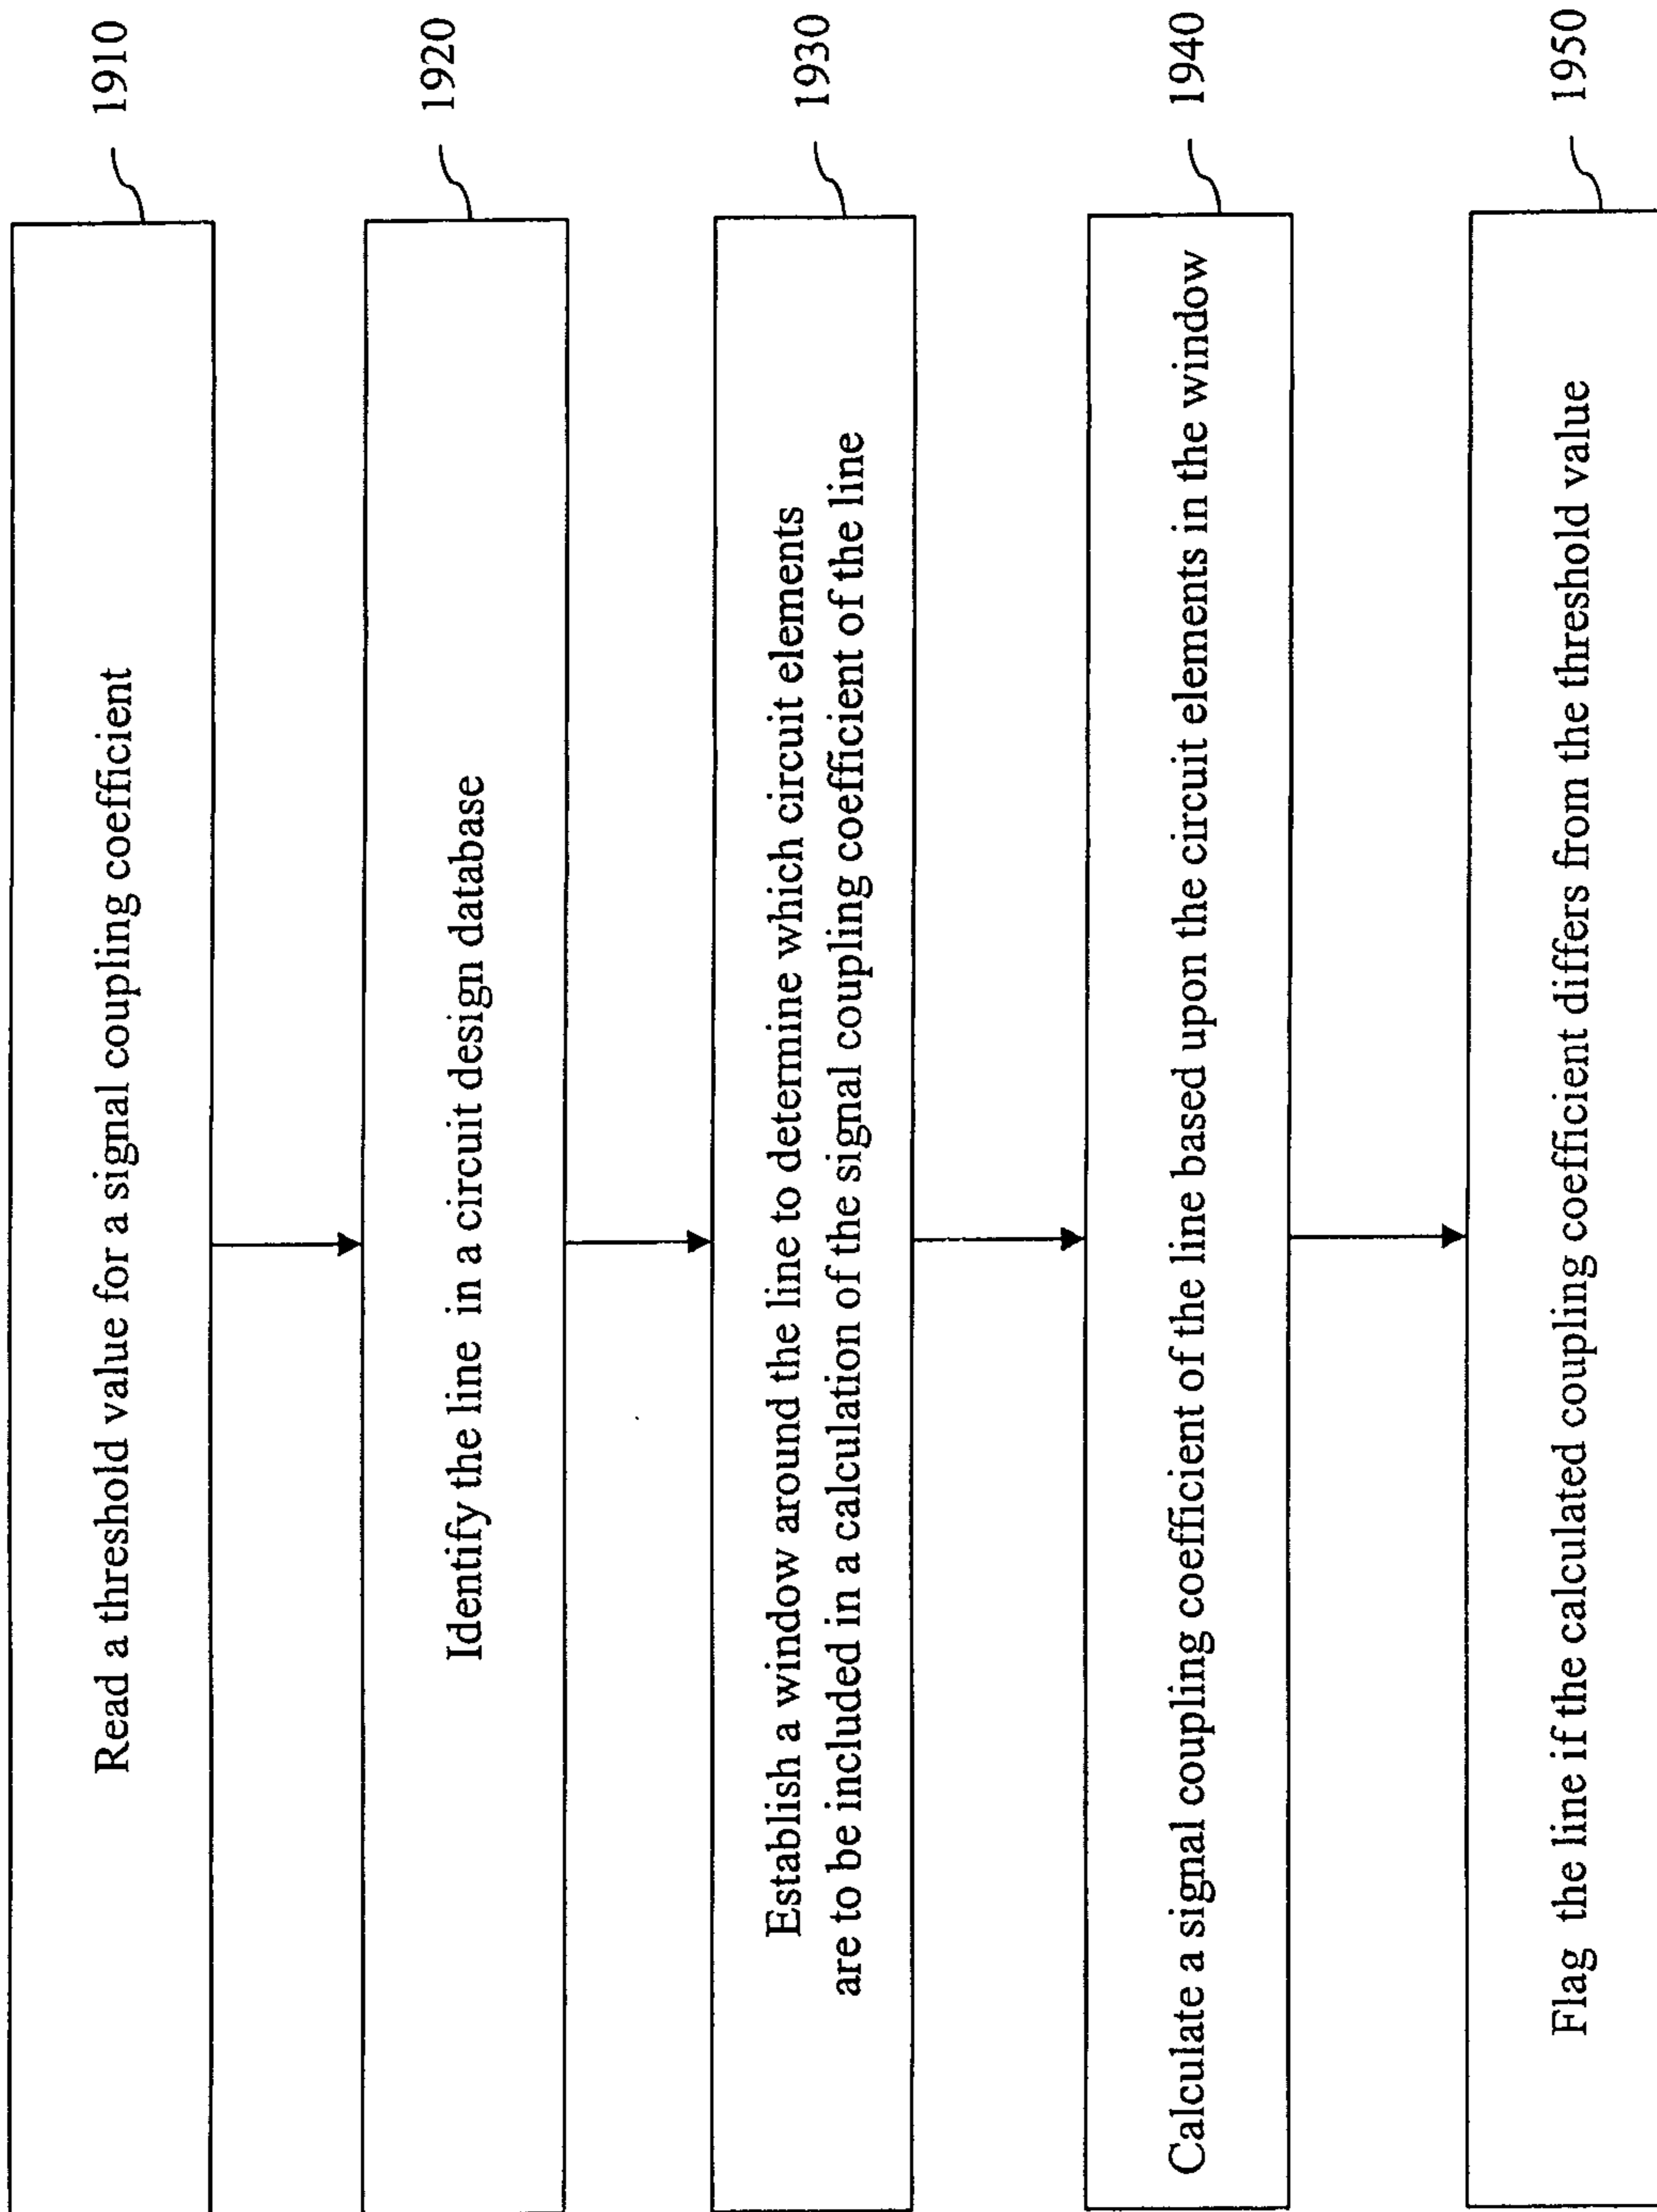 Read a threshold value for a signal coupling coefficient
1910
Identify the line in a circuit design database
1920
Establish a window around the line to determine which circuit elements
are to be included in a calculation of the signal coupling coefficient of the line
1930
Calculate a signal coupling coefficient of the line based upon the circuit elements in the window
1940
Flag the line if the calculated coupling coefficient differs from the threshold value
1950